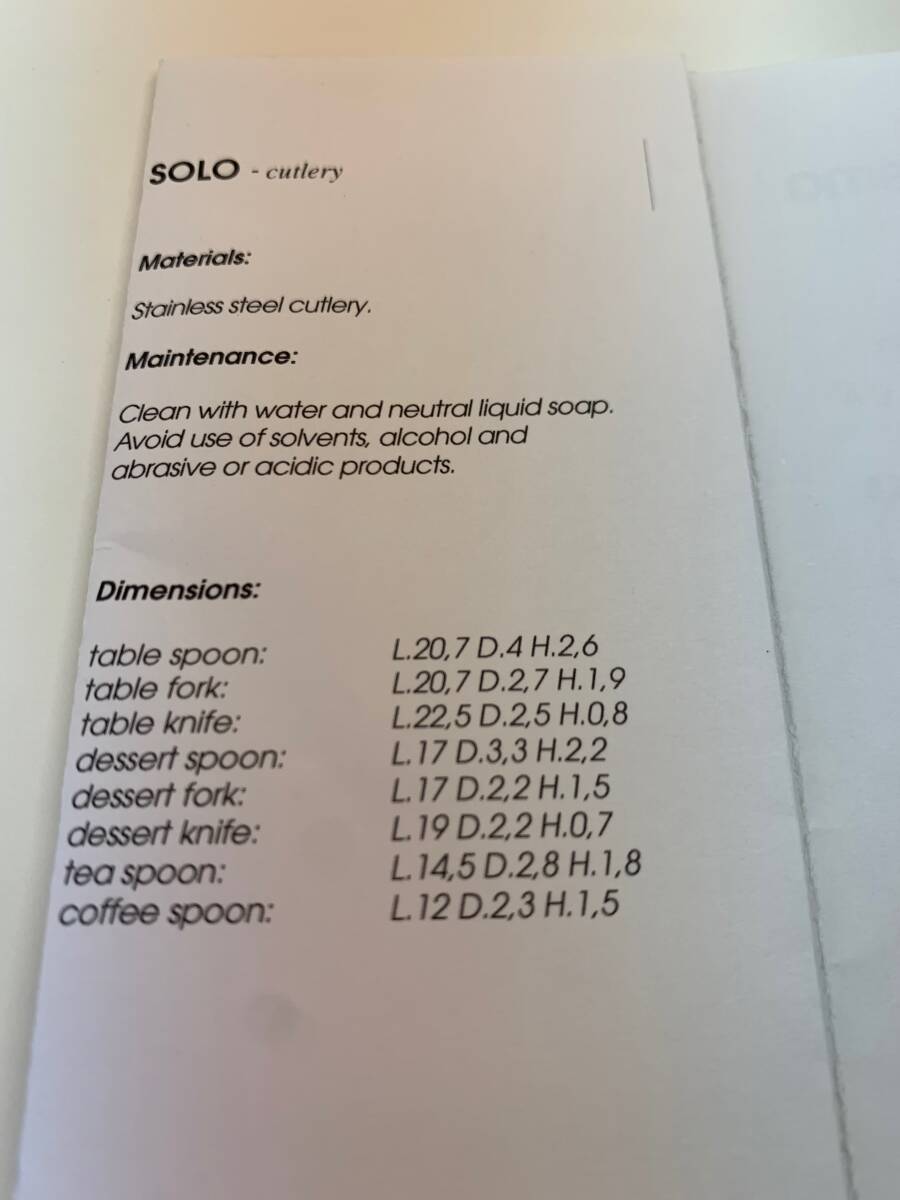 SOLO - cutlery
Materials:
Stainless steel cutlery.
Maintenance:
Clean with water and neutral liquid soap.
Avoid use of solvents, alcohol and
abrasive or acidic products.
Dimensions:
table spoon: L.20,7 D.4 H.2,6
table fork: L.20,7 D.2,7 H.1,9
table knife: L.22,5 D.2,5 H.0,8
dessert spoon: L.17 D.3,3 H.2,2
dessert fork: L.17 D.2,2 H.1,5
dessert knife: L.19 D.2,2 H.0,7
tea spoon: L.14,5 D.2,8 H.1,8
coffee spoon: L.12 D.2,3 H.1,5